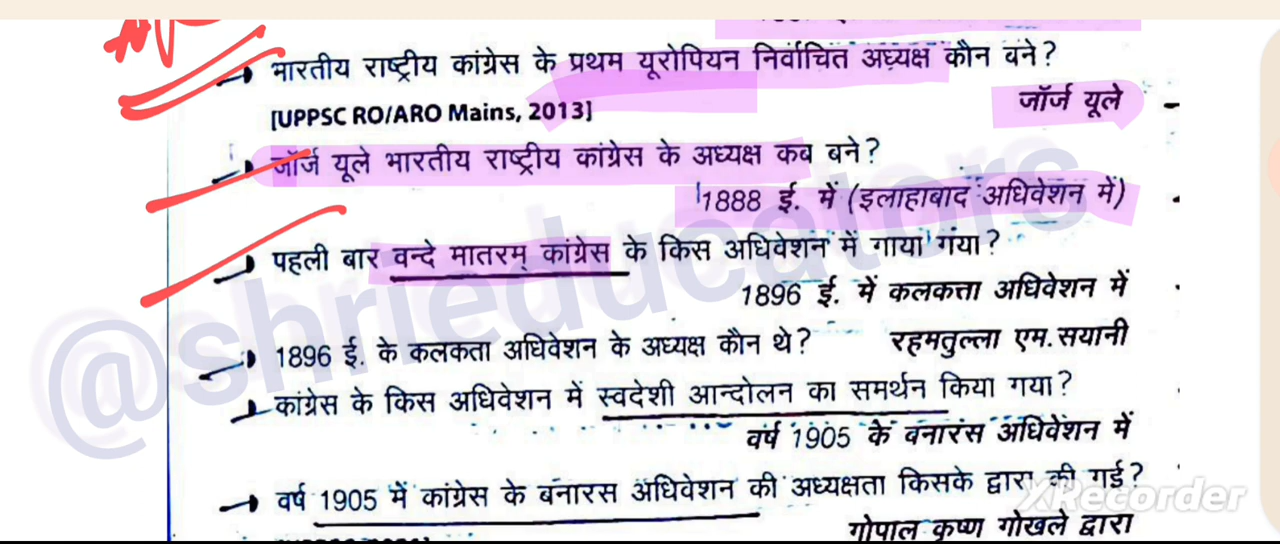 भारतीय राष्ट्रीय कांग्रेस के प्रथम यूरोपियन निर्वाचित अध्यक्ष कौन बने?
[UPPSC RO/ARO Mains, 2013]
जॉर्ज यूले
जॉर्ज यूले भारतीय राष्ट्रीय कांग्रेस के अध्यक्ष कब बने?
1888 ई. में (इलाहाबाद अधिवेशन में)
पहली बार वन्दे मातरम् कांग्रेस के किस अधिवेशन में गाया गया?
1896 ई. में कलकत्ता अधिवेशन में
1896 ई. के कलकता अधिवेशन के अध्यक्ष कौन थे? रहमतुल्ला एम. सयानी
कांग्रेस के किस अधिवेशन में स्वदेशी आन्दोलन का समर्थन किया गया?
वर्ष 1905 के बनारस अधिवेशन में
वर्ष 1905 में कांग्रेस के बनारस अधिवेशन की अध्यक्षता किसके द्वारा की गई?
गोपाल कृष्ण गोखले द्वारा
@shrieducators
XRecorder